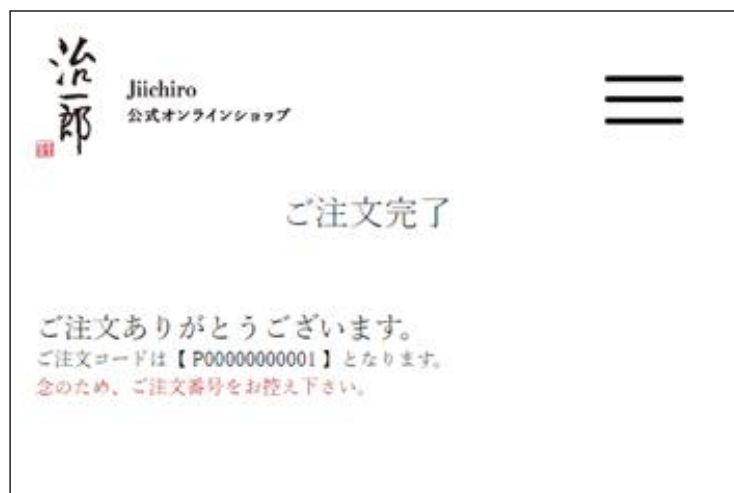 治一郎
Jiichiro
公式オンラインショップ
ご注文完了
ご注文ありがとうございます。
ご注文コードは【 P00000000001 】となります。
念のため、ご注文番号をお控え下さい。